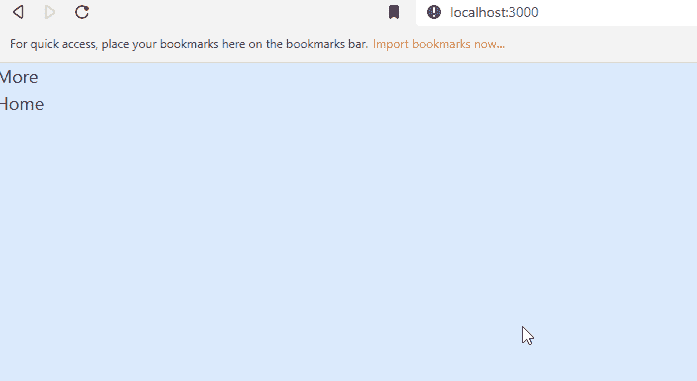 localhost:3000
For quick access, place your bookmarks here on the bookmarks bar. Import bookmarks now...
More
Home